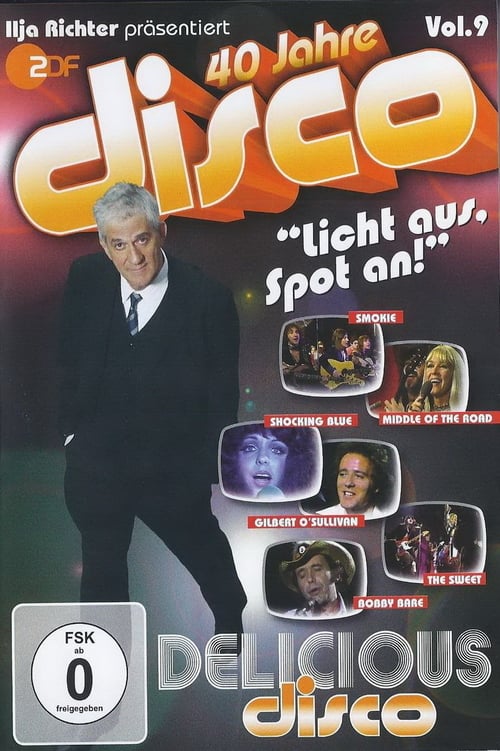 Ilja Richter präsentiert
Vol.9
ZDF
40 Jahre
disco
"Licht aus,
Spot an!"
SMOKIE
MIDDLE OF THE ROAD
SHOCKING BLUE
GILBERT O'SULLIVAN
THE SWEET
BOBBY BARE
FSK
ab
0
freigegeben
DELICIOUS
disco